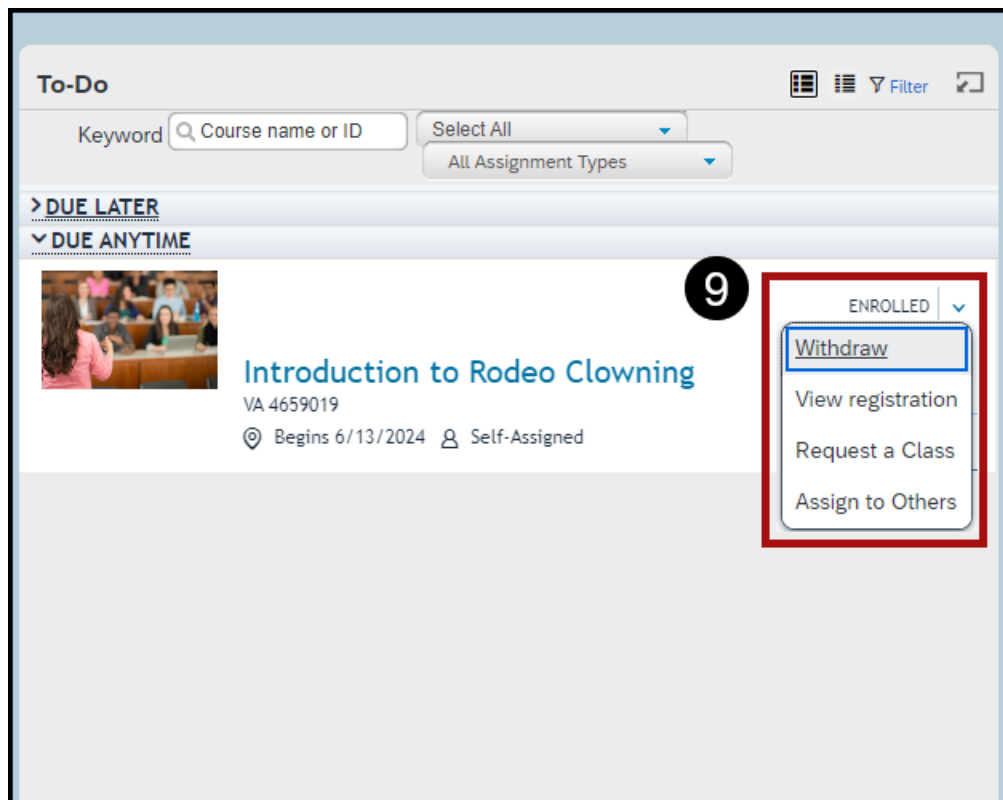 To-Do
Filter
Keyword Course name or ID Select All
All Assignment Types
DUE LATER
DUE ANYTIME
9
ENROLLED
Withdraw
Introduction to Rodeo Clowning
VA 4659019
View registration
Begins 6/13/2024 Self-Assigned
Request a Class
Assign to Others